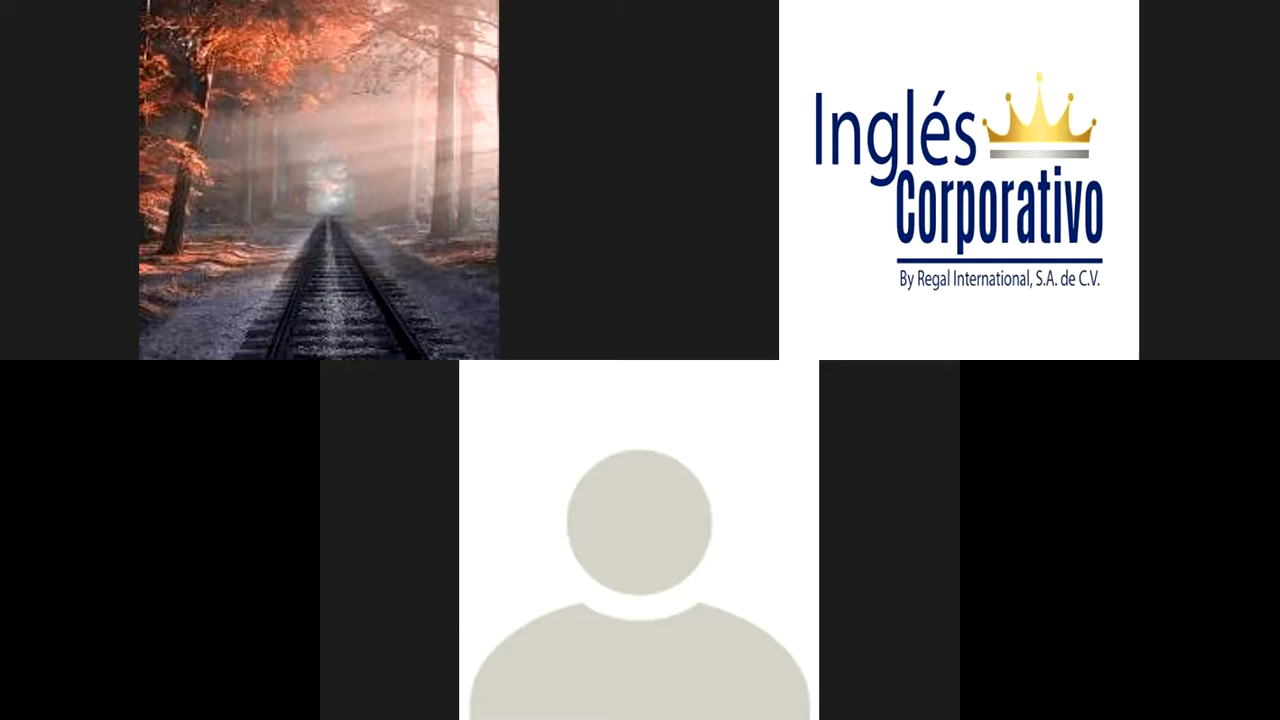 Inglés
Corporativo
By Regal International, S.A. de C.V.